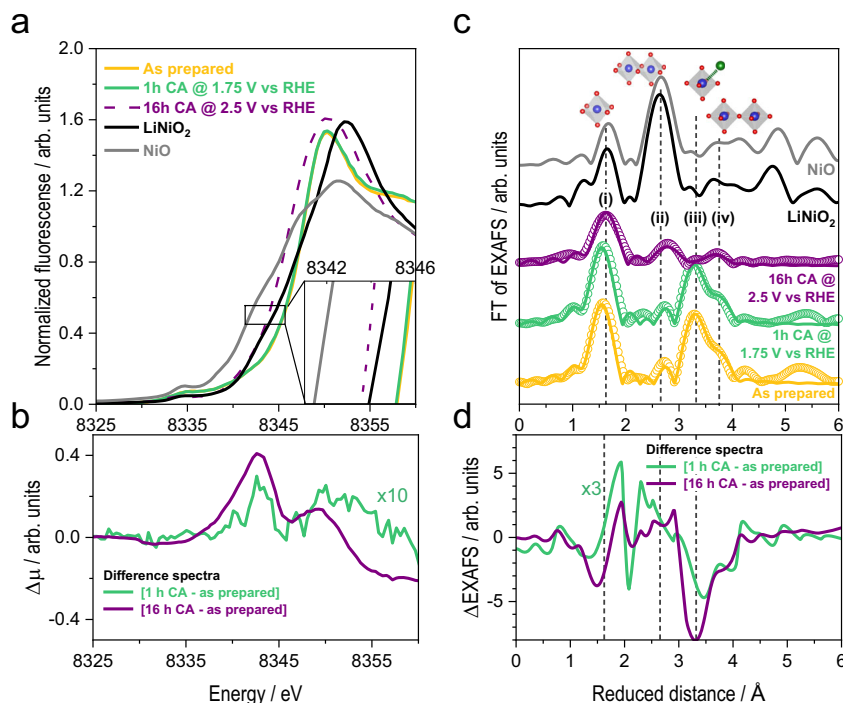 a
2.0
1.6
1.2
0.8
0.4
0.0
Normalized fluorescense / arb. units
As prepared
1h CA @ 1.75 V vs RHE
16h CA @ 2.5 V vs RHE
LiNiO₂
NiO
8342
8346
8325
8335
8345
8355
b
0.4
0.0
-0.4
Δμ / arb. units
x10
Difference spectra
[1 h CA - as prepared]
[16 h CA - as prepared]
8325
8335
8345
8355
Energy / eV
c
FT of EXAFS / arb. units
NiO
(i)
(ii)
(iii)
(iv)
LiNiO₂
16h CA @
2.5 V vs RHE
1h CA @
1.75 V vs RHE
As prepared
0
1
2
3
4
5
6
d
5
0
-5
ΔEXAFS / arb. units
Difference spectra
[1 h CA - as prepared]
[16 h CA - as prepared]
x3
0
1
2
3
4
5
6
Reduced distance / Å